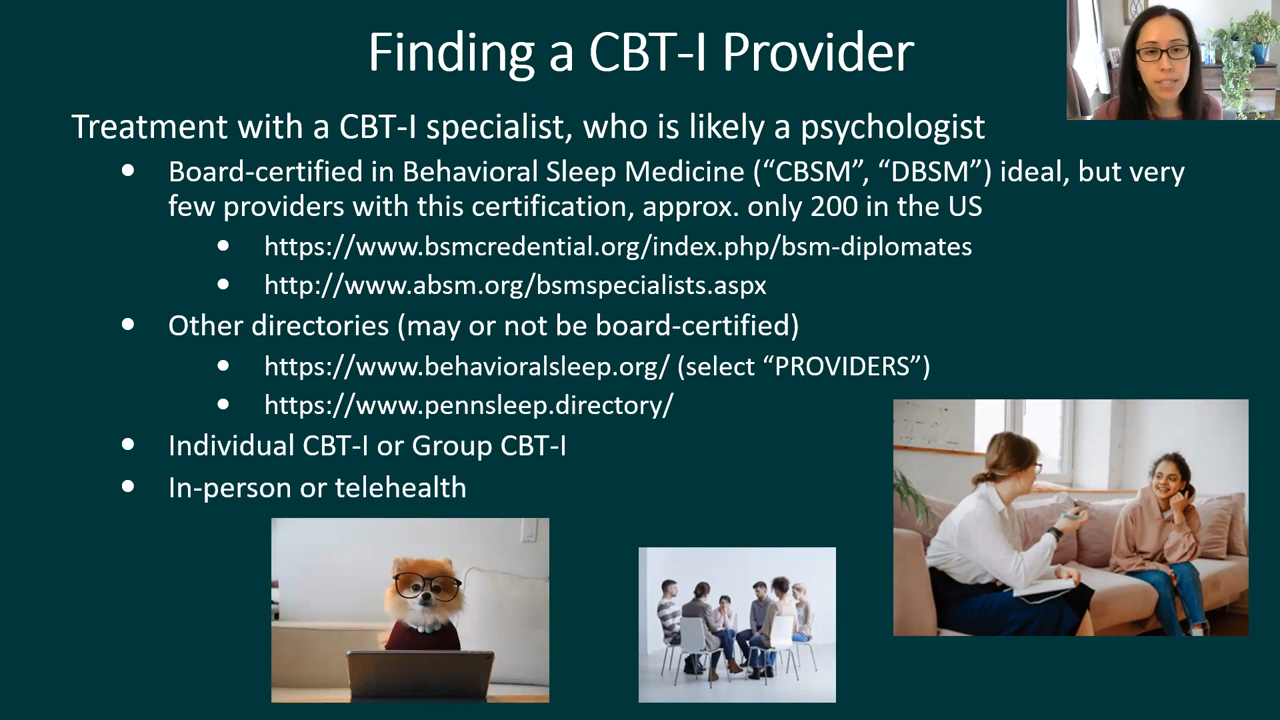 Finding a CBT-I Provider
Treatment with a CBT-I specialist, who is likely a psychologist
• Board-certified in Behavioral Sleep Medicine (“CBSM”, “DBSM”) ideal, but very
few providers with this certification, approx. only 200 in the US
• https://www.bsmcredential.org/index.php/bsm-diplomates
• http://www.absm.org/bsmspecialists.aspx
• Other directories (may or not be board-certified)
• https://www.behavioralsleep.org/ (select “PROVIDERS”)
• https://www.pennsleep.directory/
• Individual CBT-I or Group CBT-I
• In-person or telehealth